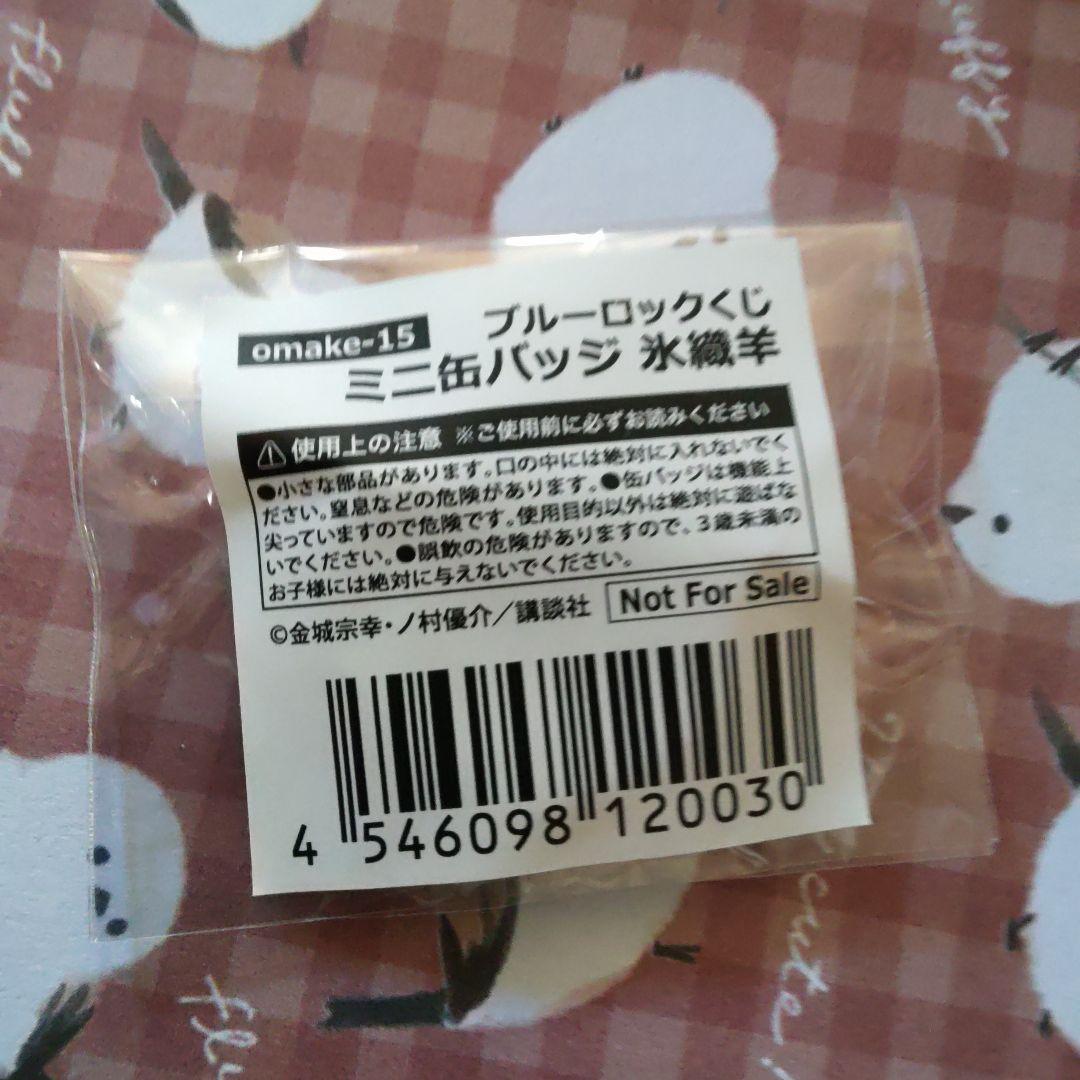 omake-15
ブルーロックくじ
ミニ缶バッジ 氷織羊
使用上の注意 ※ご使用前に必ずお読みください
●小さな部品があります。口の中には絶対に入れないでく
ださい。窒息などの危険があります。●缶バッジは機能上
尖っていますので危険です。使用目的以外は絶対に遊ばな
いでください。●誤飲の危険がありますので、3歳未満の
お子様には絶対に与えないでください。
©金城宗幸・ノ村優介／講談社
Not For Sale
4 546098 120030
cute!